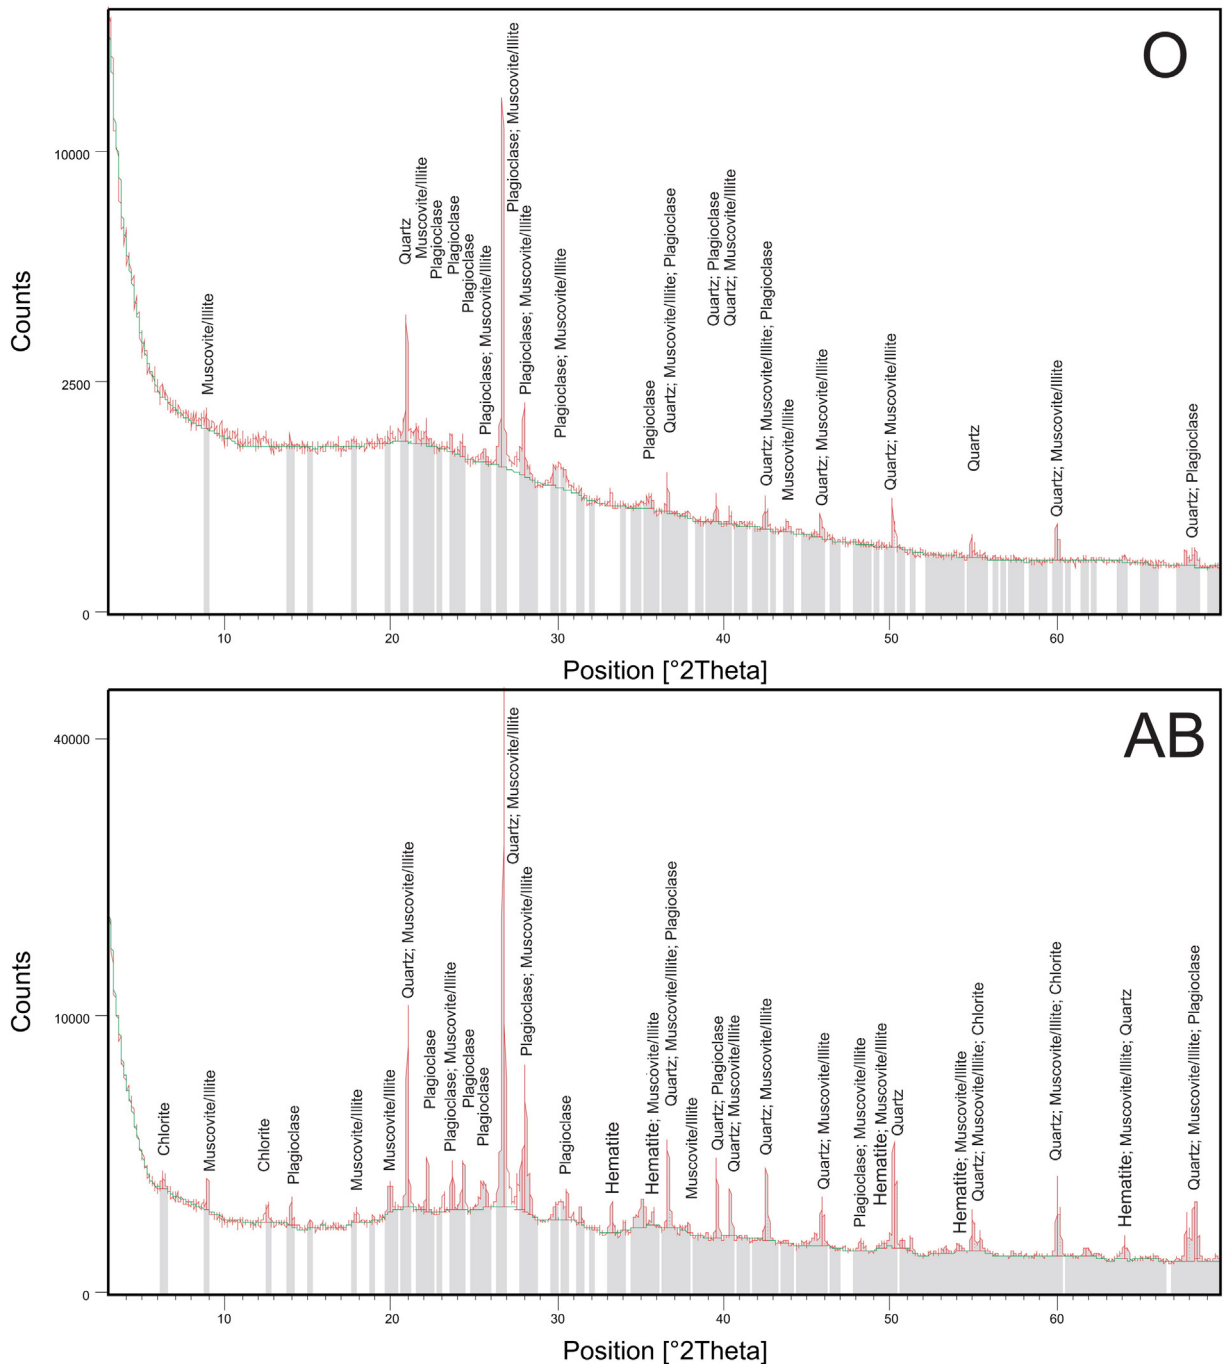 O
Counts
10000
2500
0
Muscovite/Illite
Quartz
Muscovite/Illite
Plagioclase
Plagioclase
Plagioclase
Plagioclase; Muscovite/Illite
Plagioclase; Muscovite/Illite
Plagioclase; Muscovite/Illite
Plagioclase; Muscovite/Illite
Plagioclase
Quartz; Muscovite/Illite; Plagioclase
Quartz; Plagioclase
Quartz; Muscovite/Illite
Quartz; Muscovite/Illite; Plagioclase
Muscovite/Illite
Quartz; Muscovite/Illite
Quartz; Muscovite/Illite
Quartz
Quartz; Muscovite/Illite
Quartz; Plagioclase
10 20 30 40 50 60
Position [°2Theta]
AB
Counts
40000
10000
0
Chlorite
Muscovite/Illite
Chlorite
Plagioclase
Muscovite/Illite
Muscovite/Illite
Quartz; Muscovite/Illite
Plagioclase
Plagioclase; Muscovite/Illite
Plagioclase
Plagioclase
Quartz; Muscovite/Illite
Plagioclase; Muscovite/Illite
Plagioclase
Hematite
Hematite; Muscovite/Illite
Quartz; Muscovite/Illite; Plagioclase
Muscovite/Illite
Quartz; Plagioclase
Quartz; Muscovite/Illite
Quartz; Muscovite/Illite
Quartz; Muscovite/Illite
Plagioclase; Muscovite/Illite
Hematite; Muscovite/Illite
Quartz
Hematite; Muscovite/Illite
Quartz; Muscovite/Illite; Chlorite
Quartz; Muscovite/Illite; Chlorite
Hematite; Muscovite/Illite; Quartz
Quartz; Muscovite/Illite; Plagioclase
10 20 30 40 50 60
Position [°2Theta]